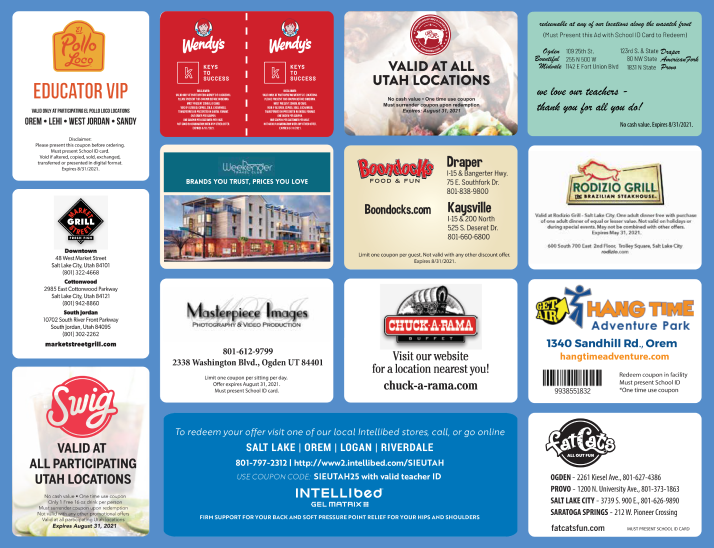 El
Pollo
Loco
EDUCATOR VIP
VALID ONLY AT PARTICIPATING EL POLLO LOCO LOCATIONS
OREM • LEHI • WEST JORDAN • SANDY
Disclaimer:
Please present this coupon before ordering.
Must present School ID card.
Void if altered, copied, sold, exchanged,
transferred or presented in digital format.
Expires 8/31/2021.
Wendy's
k
KEYS
TO
SUCCESS
Wendy's
k
KEYS
TO
SUCCESS
VALID AT ALL
UTAH LOCATIONS
No cash value • One time use coupon
Must surrender coupon upon redemption
Expires August 31, 2021
redeemable at any of our locations along the wasatch front
(Must Present this Ad with School ID Card to Redeem)
Ogden 109 25th St.
Bountiful 255 N 500 W
Midvale 1142 E Fort Union Blvd
123rd S. & State Draper
80 NW State American Fork
1831 N State Provo
we love our teachers -
thank you for all you do!
No cash value. Expires 8/31/2021.
MARKET
STREET
GRILL
FRESH FISH
Downtown
48 West Market Street
Salt Lake City, Utah 84101
(801) 322-4668
Cottonwood
2985 East Cottonwood Parkway
Salt Lake City, Utah 84121
(801) 942-8860
South Jordan
10702 South River Front Parkway
South Jordan, Utah 84095
(801) 302-2262
marketstreetgrill.com
Weekender
BRANDS YOU TRUST, PRICES YOU LOVE
Boondocks
FOOD & FUN
Boondocks.com
Draper
I-15 & Bangerter Hwy.
75 E. Southfork Dr.
801-838-9800
Kaysville
I-15 & 200 North
525 S. Deseret Dr.
801-660-6800
Limit one coupon per guest. Not valid with any other discount offer.
Expires 8/31/2021.
RODIZIO GRILL
THE BRAZILIAN STEAKHOUSE.
Valid at Rodizio Grill - Salt Lake City. One adult dinner free with purchase
of one adult dinner of equal or lesser value. Not valid on holidays or
during special events. May not be combined with other offers.
Expires May 31, 2021.
600 South 700 East 2nd Floor, Trolley Square, Salt Lake City
rodizio.com
Masterpiece Images
PHOTOGRAPHY & VIDEO PRODUCTION
801-612-9799
2338 Washington Blvd., Ogden UT 84401
Limit one coupon per sitting per day.
Offer expires August 31, 2021.
Must present School ID card.
CHUCK-A-RAMA
BUFFET
Visit our website
for a location nearest you!
chuck-a-rama.com
GET
AIR
HANG TIME
Adventure Park
1340 Sandhill Rd., Orem
hangtimeadventure.com
9938551832
Redeem coupon in facility
Must present School ID
*One time use coupon
Swig
VALID AT
ALL PARTICIPATING
UTAH LOCATIONS
No cash value • One time use coupon
Only 1 Free 16 oz drink per person
Must surrender coupon upon redemption
Not valid with any other promotional offers
Valid at all participating Utah locations
Expires August 31, 2021
To redeem your offer visit one of our local Intellibed stores, call, or go online
SALT LAKE | OREM | LOGAN | RIVERDALE
801-797-2312 | http://www2.intellibed.com/SIEUTAH
USE COUPON CODE: SIEUTAH25 with valid teacher ID
INTELLIbed
GEL MATRIX
FIRM SUPPORT FOR YOUR BACK AND SOFT PRESSURE POINT RELIEF FOR YOUR HIPS AND SHOULDERS
FatCats
ALL OUT FUN
OGDEN - 2261 Kiesel Ave., 801-627-4386
PROVO - 1200 N. University Ave., 801-373-1863
SALT LAKE CITY - 3739 S. 900 E., 801-626-9890
SARATOGA SPRINGS - 212 W. Pioneer Crossing
fatcatsfun.com
MUST PRESENT SCHOOL ID CARD